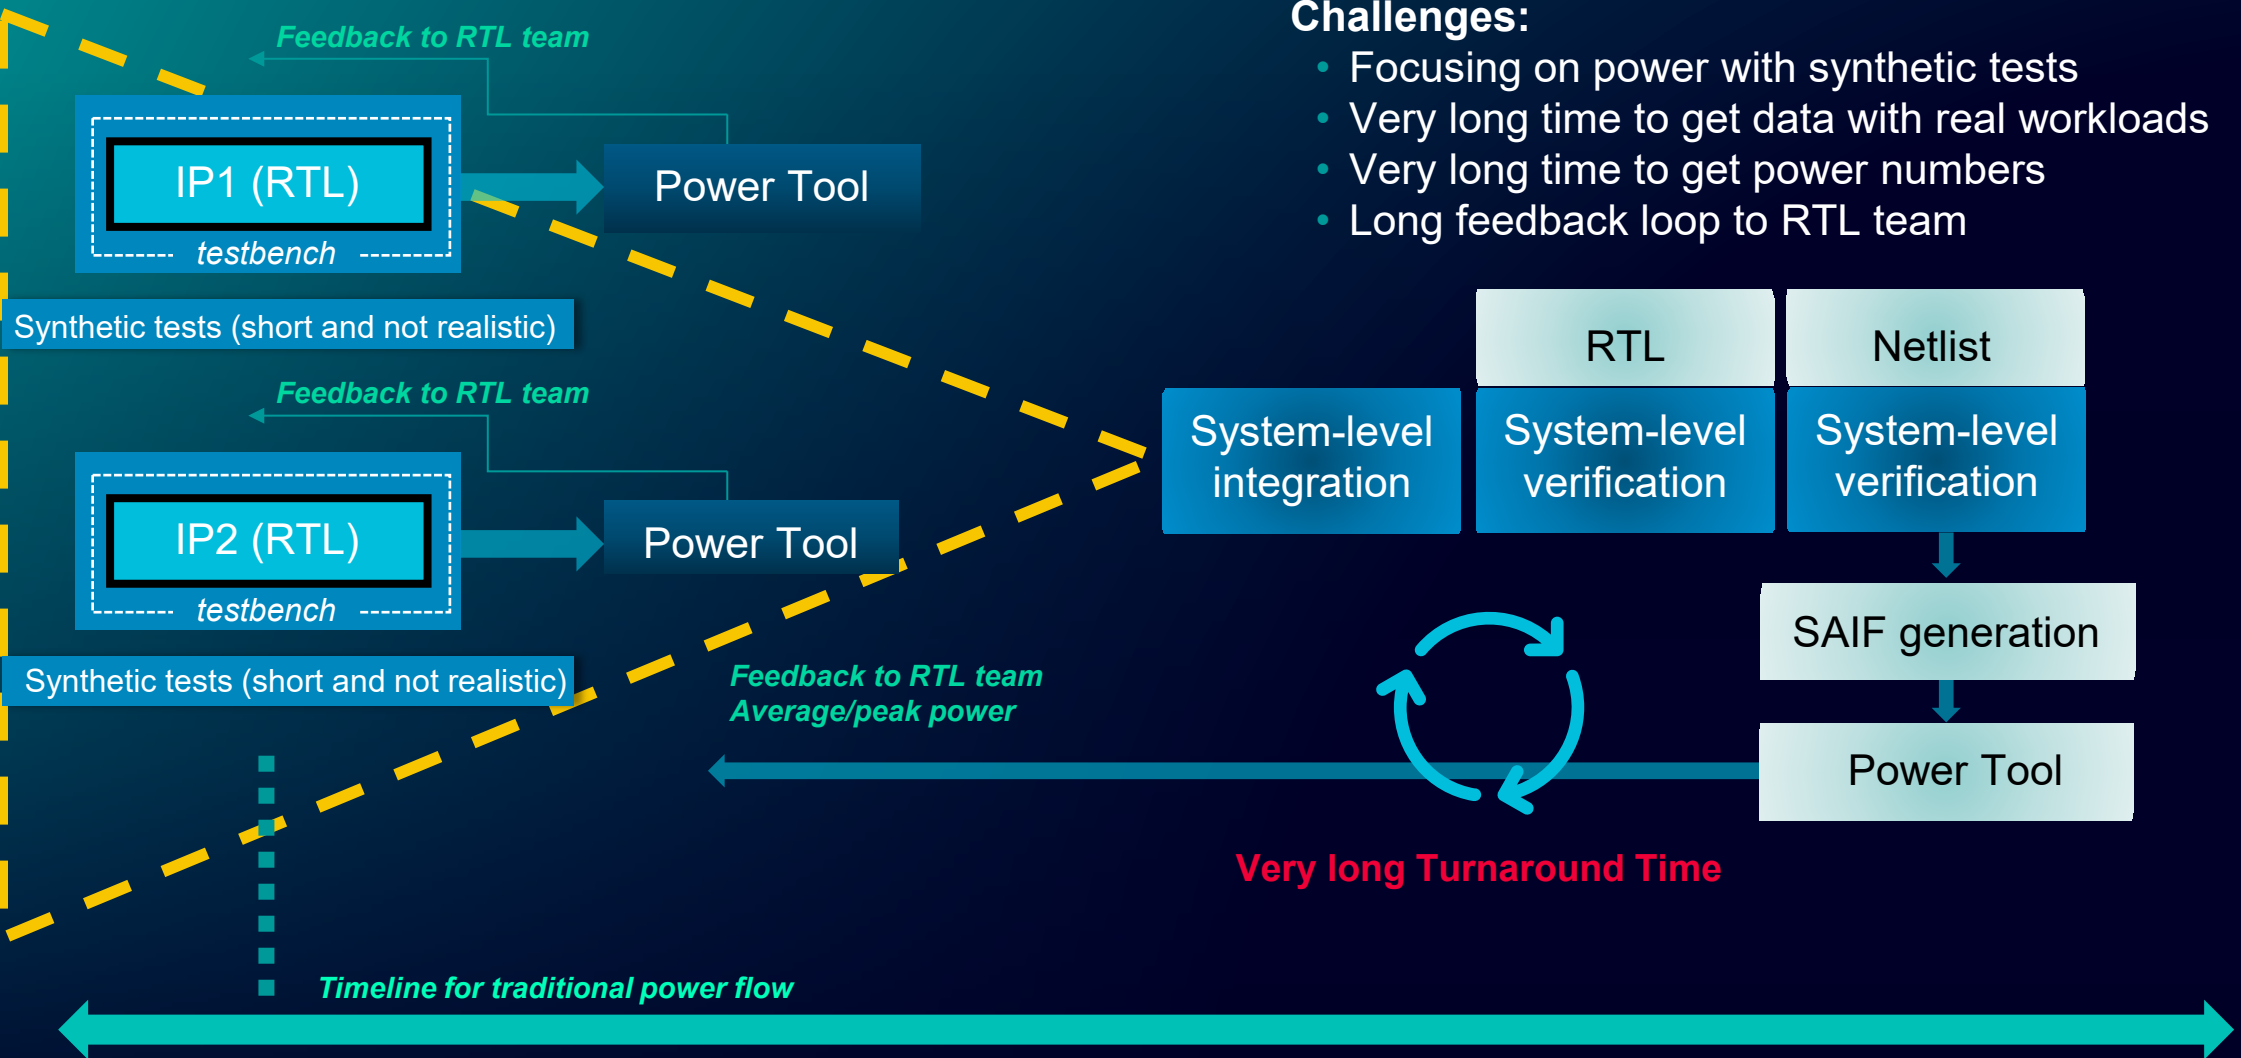 Feedback to RTL team
IP1 (RTL)
testbench
Power Tool
Synthetic tests (short and not realistic)
Feedback to RTL team
IP2 (RTL)
testbench
Power Tool
Synthetic tests (short and not realistic)
Challenges:
• Focusing on power with synthetic tests
• Very long time to get data with real workloads
• Very long time to get power numbers
• Long feedback loop to RTL team
RTL
Netlist
System-level
integration
System-level
verification
System-level
verification
SAIF generation
Power Tool
Feedback to RTL team
Average/peak power
Very long Turnaround Time
Timeline for traditional power flow